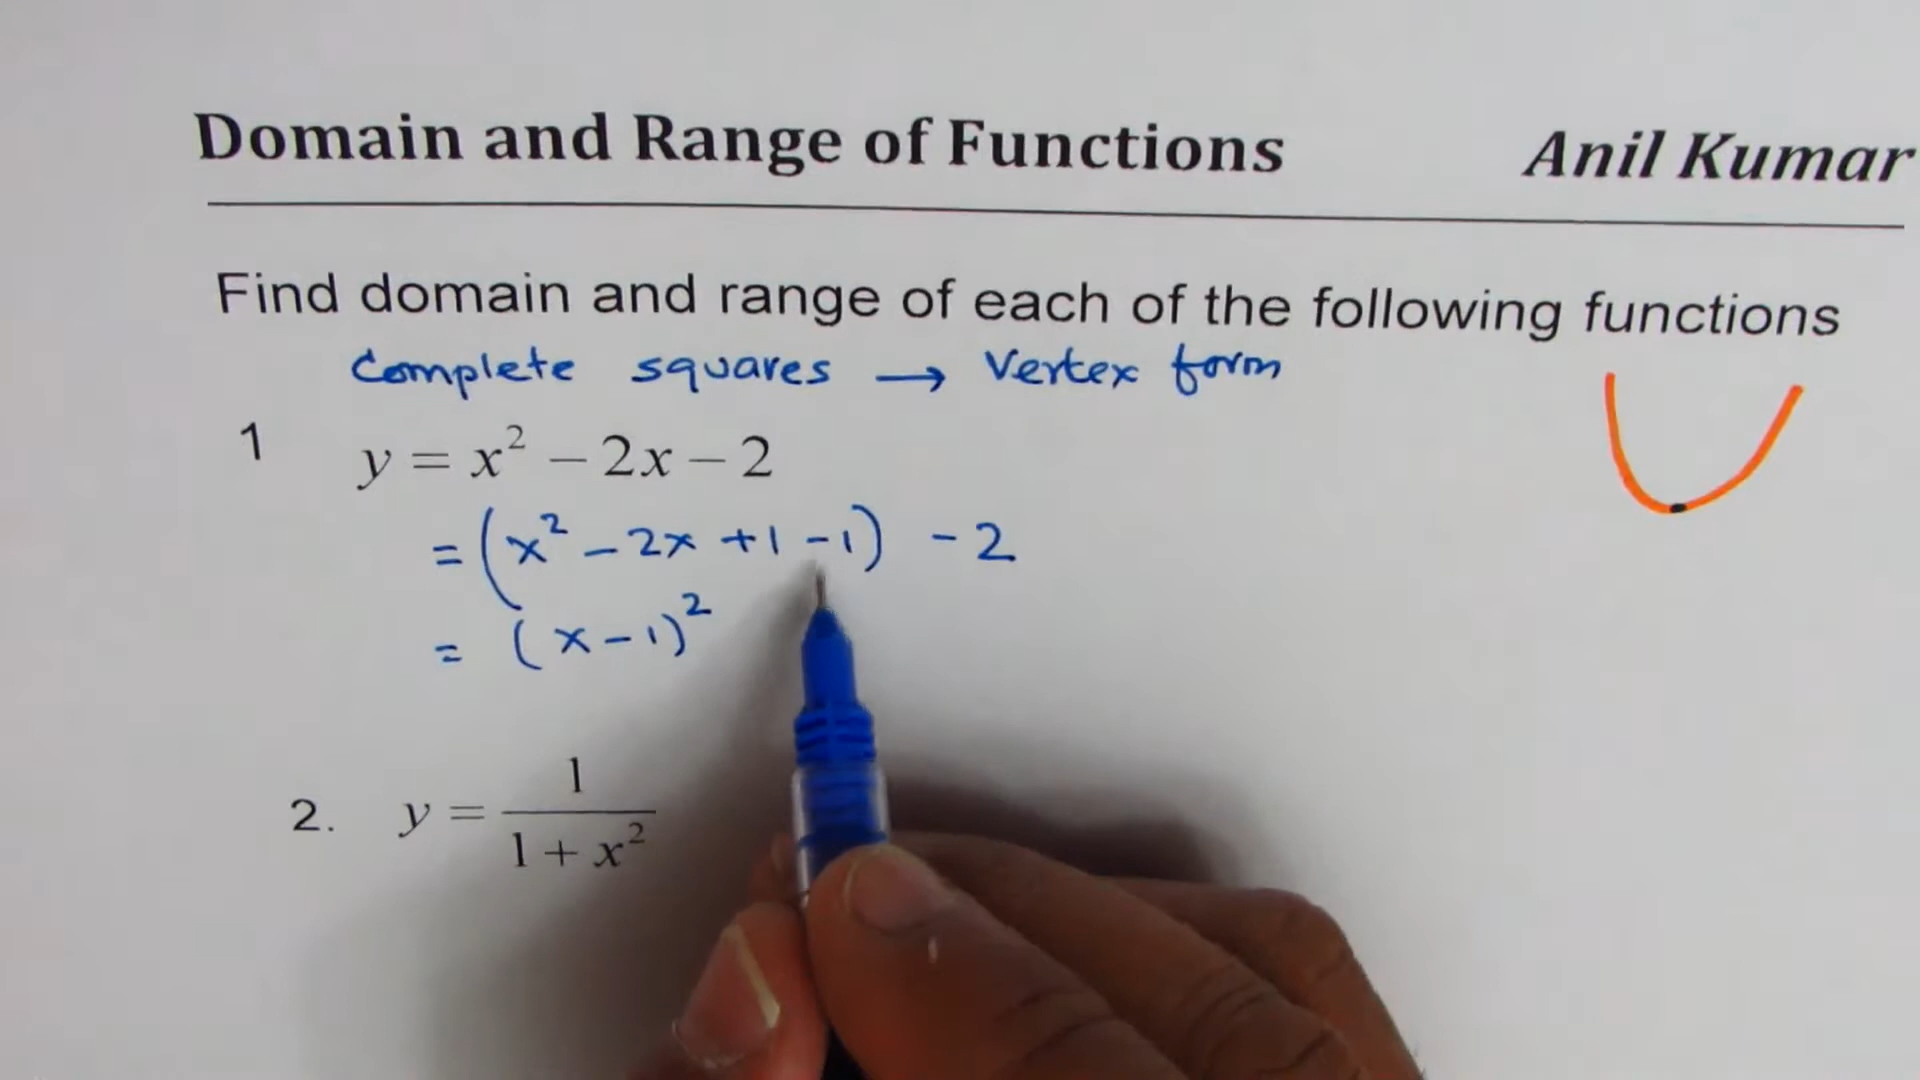 Domain and Range of Functions Anil Kumar
Find domain and range of each of the following functions
Complete squares → Vertex form
1 y = x² − 2x − 2
= (x² − 2x + 1 − 1) − 2
= (x − 1)²
2. y = 1 / (1 + x²)